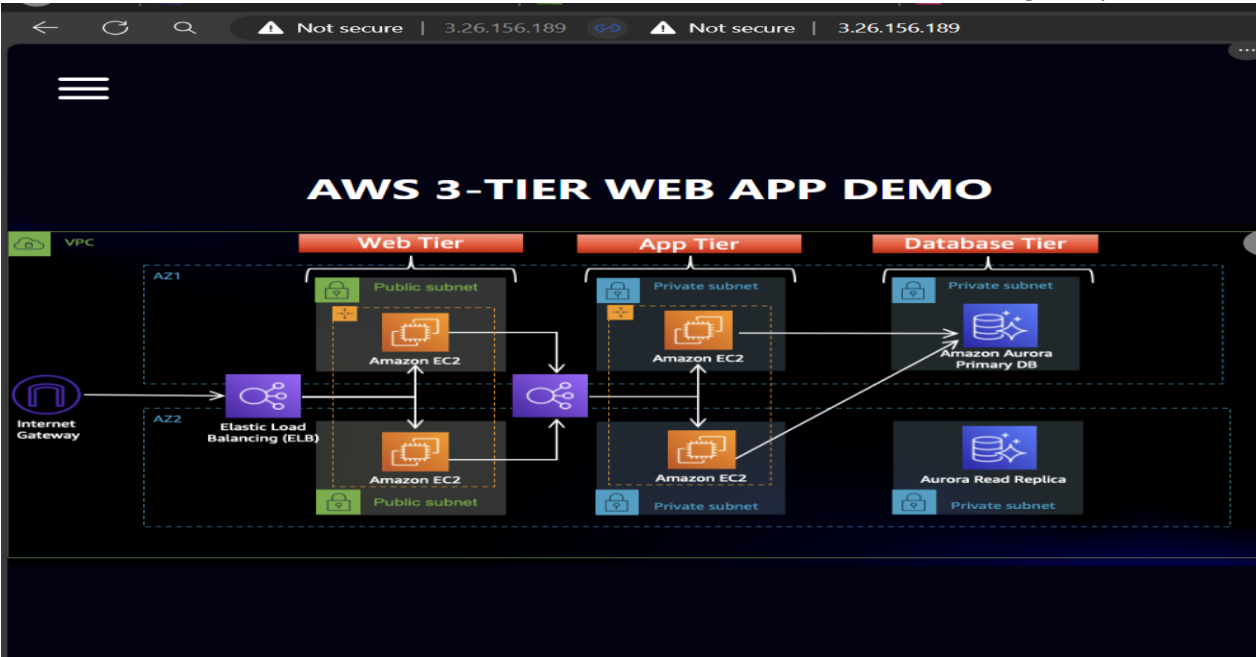 Not secure | 3.26.156.189 Not secure | 3.26.156.189
AWS 3-TIER WEB APP DEMO
VPC
Web Tier
App Tier
Database Tier
AZ1
Public subnet
Private subnet
Private subnet
Amazon EC2
Amazon EC2
Amazon Aurora
Primary DB
Internet
Gateway
Elastic Load
Balancing (ELB)
AZ2
Amazon EC2
Amazon EC2
Aurora Read Replica
Public subnet
Private subnet
Private subnet